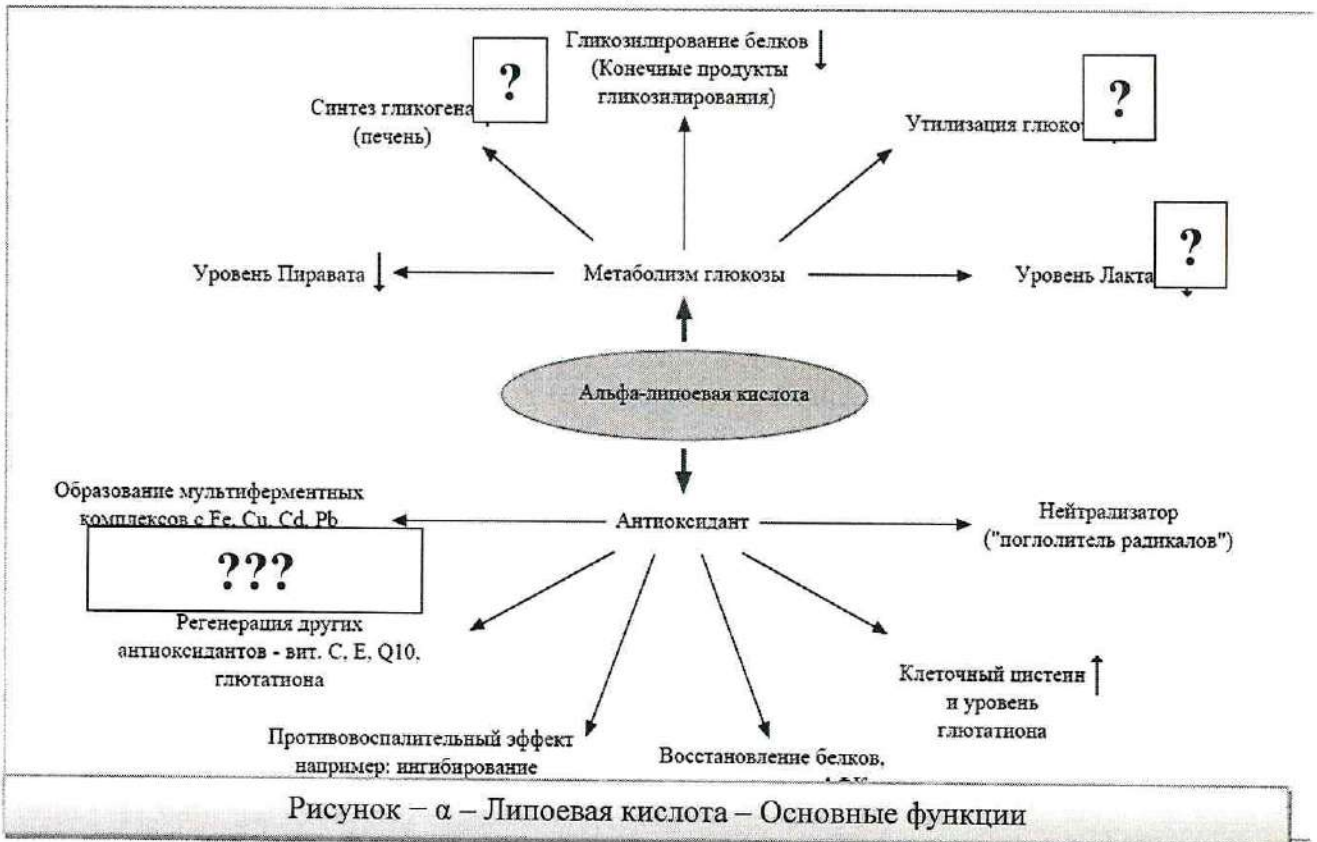 Гликозилирование белков
(Конечные продукты
гликозилирования)
?
Синтез гликогена
(печень)
?
Утилизация глюко
?
Уровень Пиравата
Метаболизм глюкозы
Уровень Лакта
Альфа-липоевая кислота
Образование мультиферментных
комплексов с Fe, Cu, Cd, Pb
???
Антиоксидант
Нейтрализатор
("поглолитель радикалов")
Регенерация других
антиоксидантов - вит. С, Е, Q10,
глютатиона
Клеточный цистеин
и уровень
глютатиона
Противовоспалительный эффект
например: ингибирование
Восстановление белков,
Рисунок – α – Липоевая кислота – Основные функции